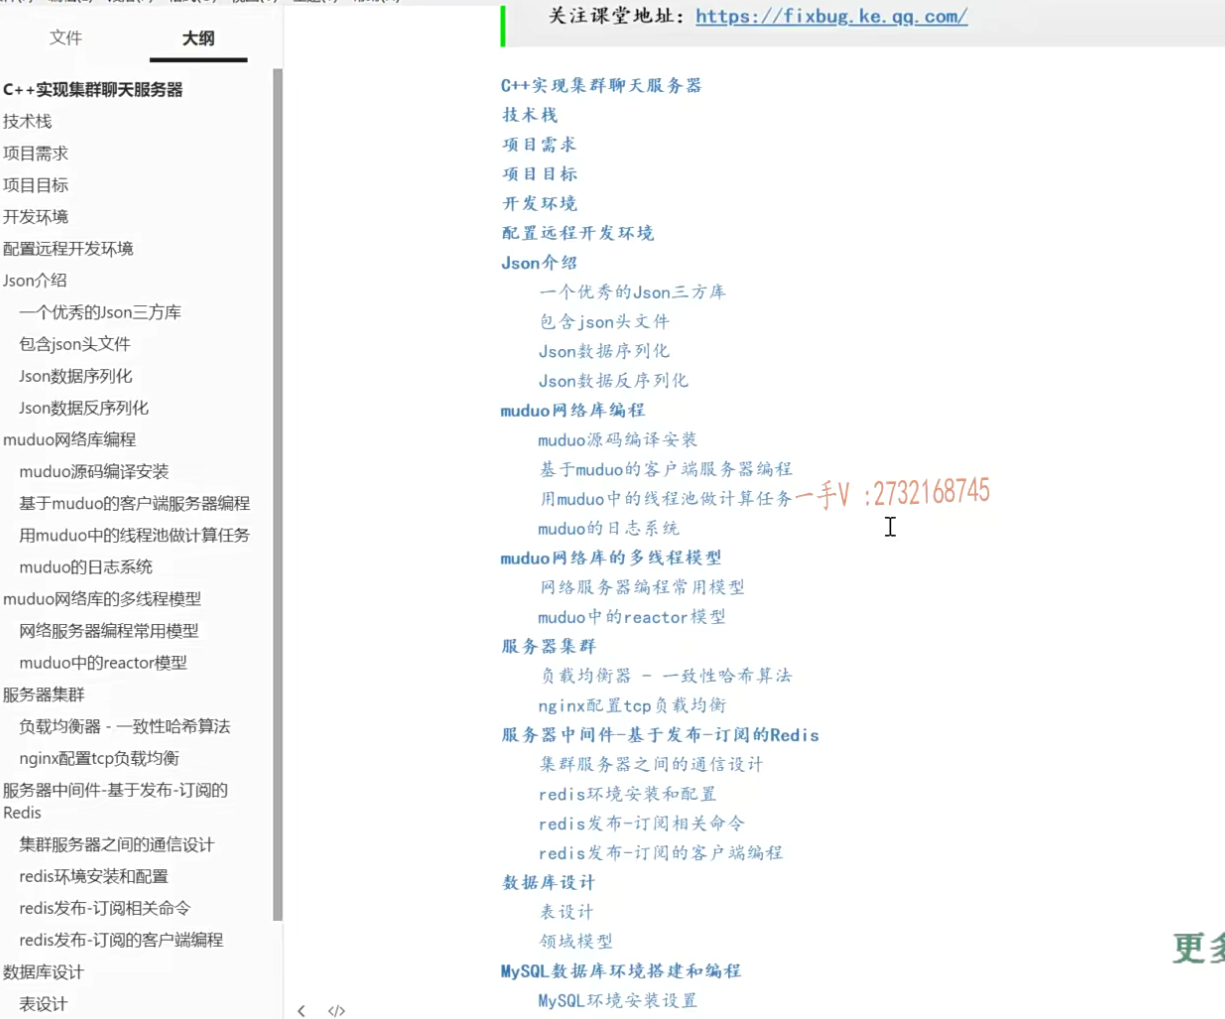 文件 大纲
C++实现集群聊天服务器
技术栈
项目需求
项目目标
开发环境
配置远程开发环境
Json介绍
一个优秀的Json三方库
包含json头文件
Json数据序列化
Json数据反序列化
muduo网络库编程
muduo源码编译安装
基于muduo的客户端服务器编程
用muduo中的线程池做计算任务
muduo的日志系统
muduo网络库的多线程模型
网络服务器编程常用模型
muduo中的reactor模型
服务器集群
负载均衡器 - 一致性哈希算法
nginx配置tcp负载均衡
服务器中间件-基于发布-订阅的
Redis
集群服务器之间的通信设计
redis环境安装和配置
redis发布-订阅相关命令
redis发布-订阅的客户端编程
数据库设计
表设计
关注课堂地址：https://fixbug.ke.qq.com/
C++实现集群聊天服务器
技术栈
项目需求
项目目标
开发环境
配置远程开发环境
Json介绍
一个优秀的Json三方库
包含json头文件
Json数据序列化
Json数据反序列化
muduo网络库编程
muduo源码编译安装
基于muduo的客户端服务器编程
用muduo中的线程池做计算任务
一手V :2732168745
muduo的日志系统
muduo网络库的多线程模型
网络服务器编程常用模型
muduo中的reactor模型
服务器集群
负载均衡器 - 一致性哈希算法
nginx配置tcp负载均衡
服务器中间件-基于发布-订阅的Redis
集群服务器之间的通信设计
redis环境安装和配置
redis发布-订阅相关命令
redis发布-订阅的客户端编程
数据库设计
表设计
领域模型
MySQL数据库环境搭建和编程
MySQL环境安装设置
更多